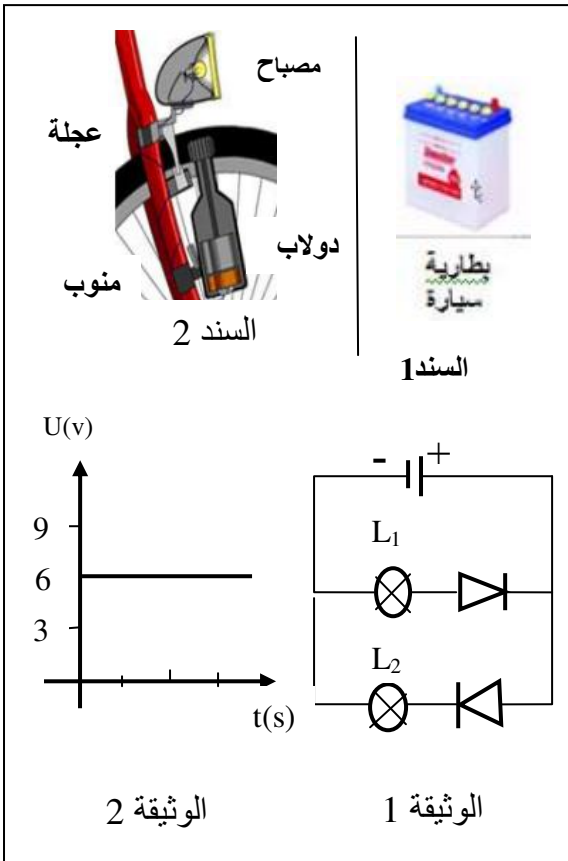 مصباح
عجلة
دولاب
منوب
السند 2
بطارية
سيارة
السند1
U(v)
9
6
3
t(s)
- +
L₁
L₂
الوثيقة 2
الوثيقة 1